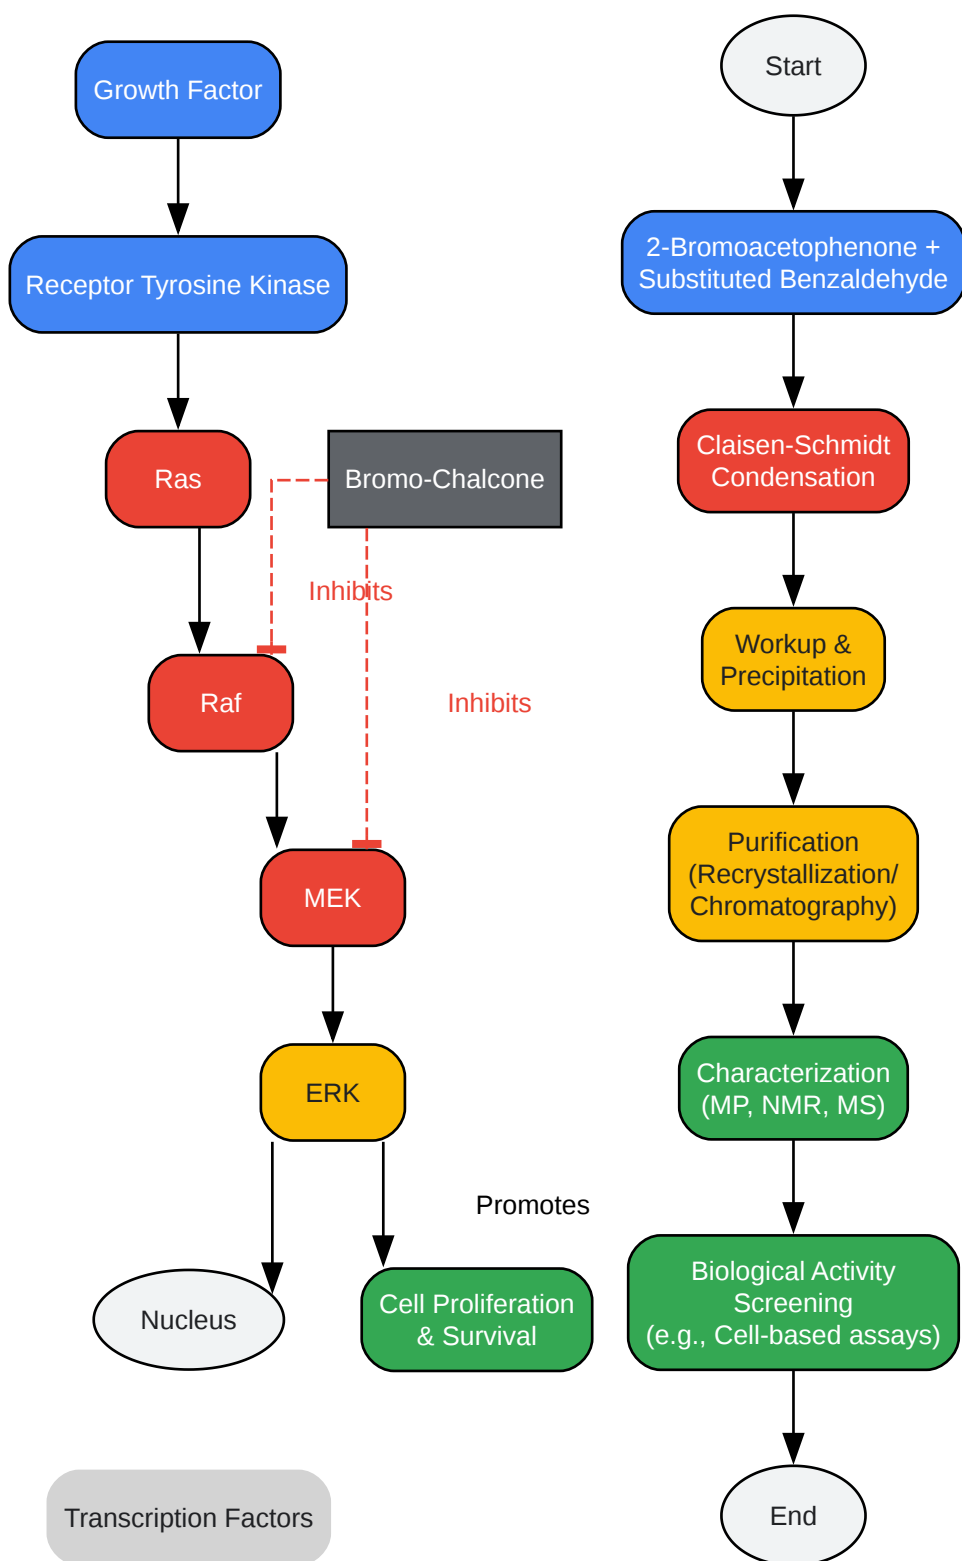 Growth Factor
Receptor Tyrosine Kinase
Ras
Bromo-Chalcone
Inhibits
Raf
Inhibits
MEK
ERK
Promotes
Nucleus
Cell Proliferation
& Survival
Transcription Factors
Start
2-Bromoacetophenone +
Substituted Benzaldehyde
Claisen-Schmidt
Condensation
Workup &
Precipitation
Purification
(Recrystallization/
Chromatography)
Characterization
(MP, NMR, MS)
Biological Activity
Screening
(e.g., Cell-based assays)
End